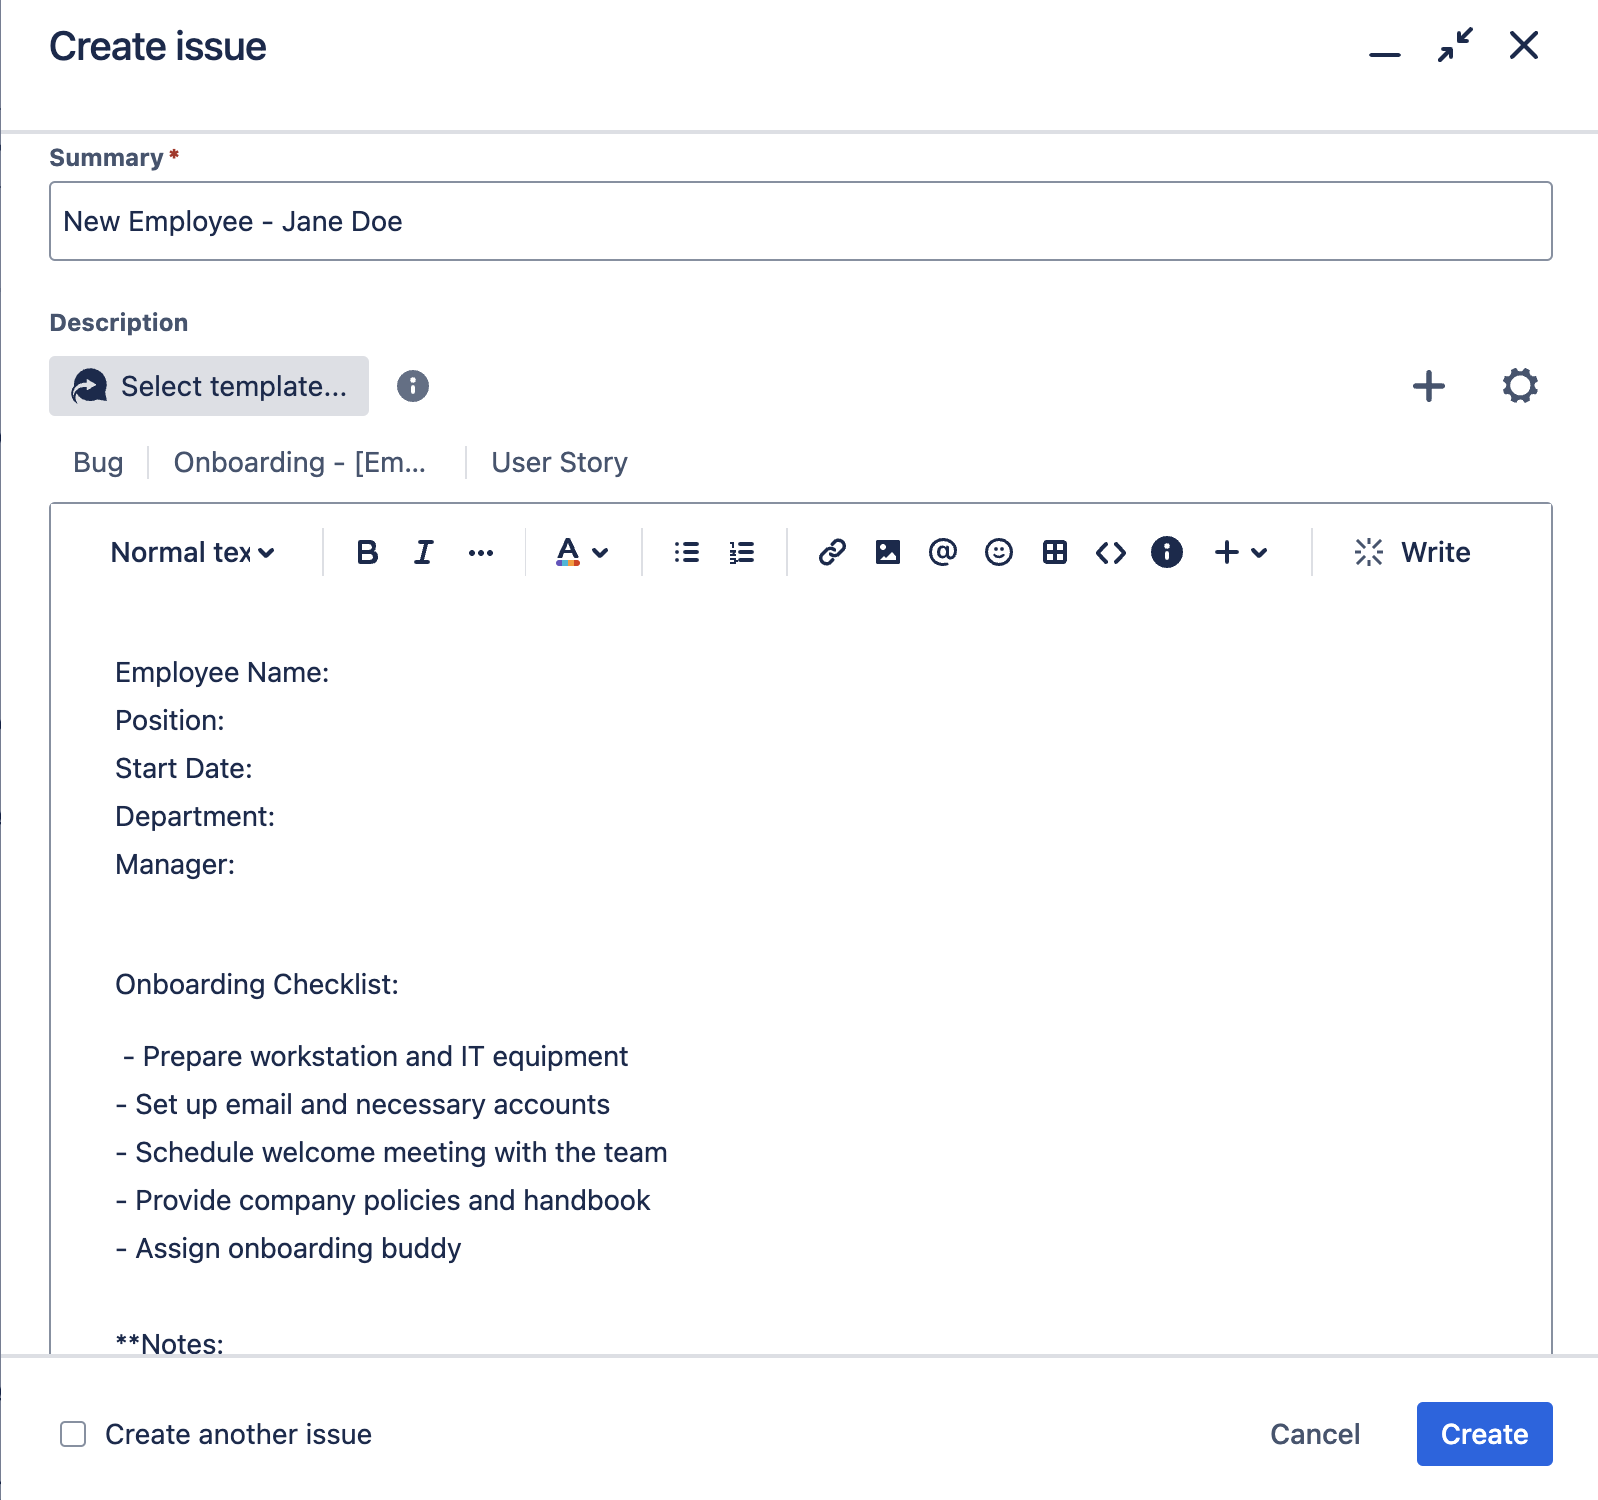 Create issue
Summary *
New Employee - Jane Doe
Description
Select template...
Bug
Onboarding - [Em...
User Story
Normal tex
B I ... A
Write
Employee Name:
Position:
Start Date:
Department:
Manager:
Onboarding Checklist:
- Prepare workstation and IT equipment
- Set up email and necessary accounts
- Schedule welcome meeting with the team
- Provide company policies and handbook
- Assign onboarding buddy
**Notes:
Create another issue
Cancel
Create